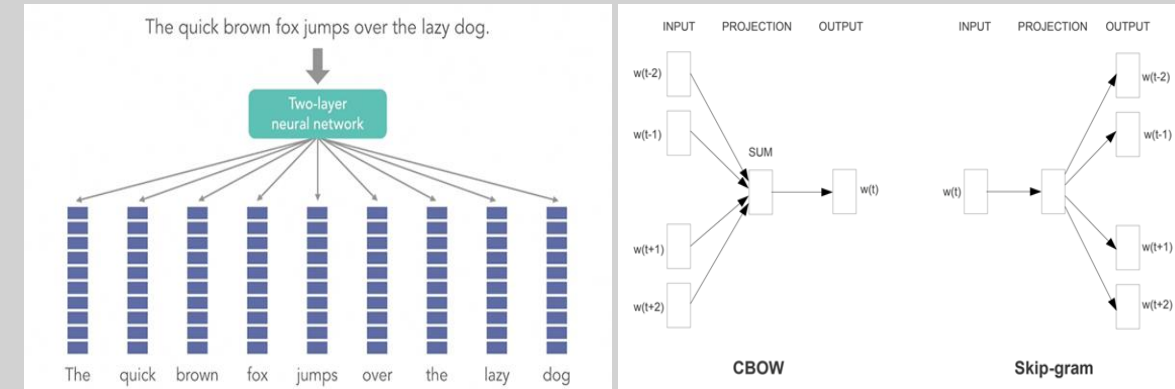 The quick brown fox jumps over the lazy dog.
Two-layer
neural network
The quick brown fox jumps over the lazy dog
INPUT PROJECTION OUTPUT
w(t-2)
w(t-1)
SUM
w(t)
w(t+1)
w(t+2)
CBOW
INPUT PROJECTION OUTPUT
w(t-2)
w(t-1)
w(t)
w(t+1)
w(t+2)
Skip-gram